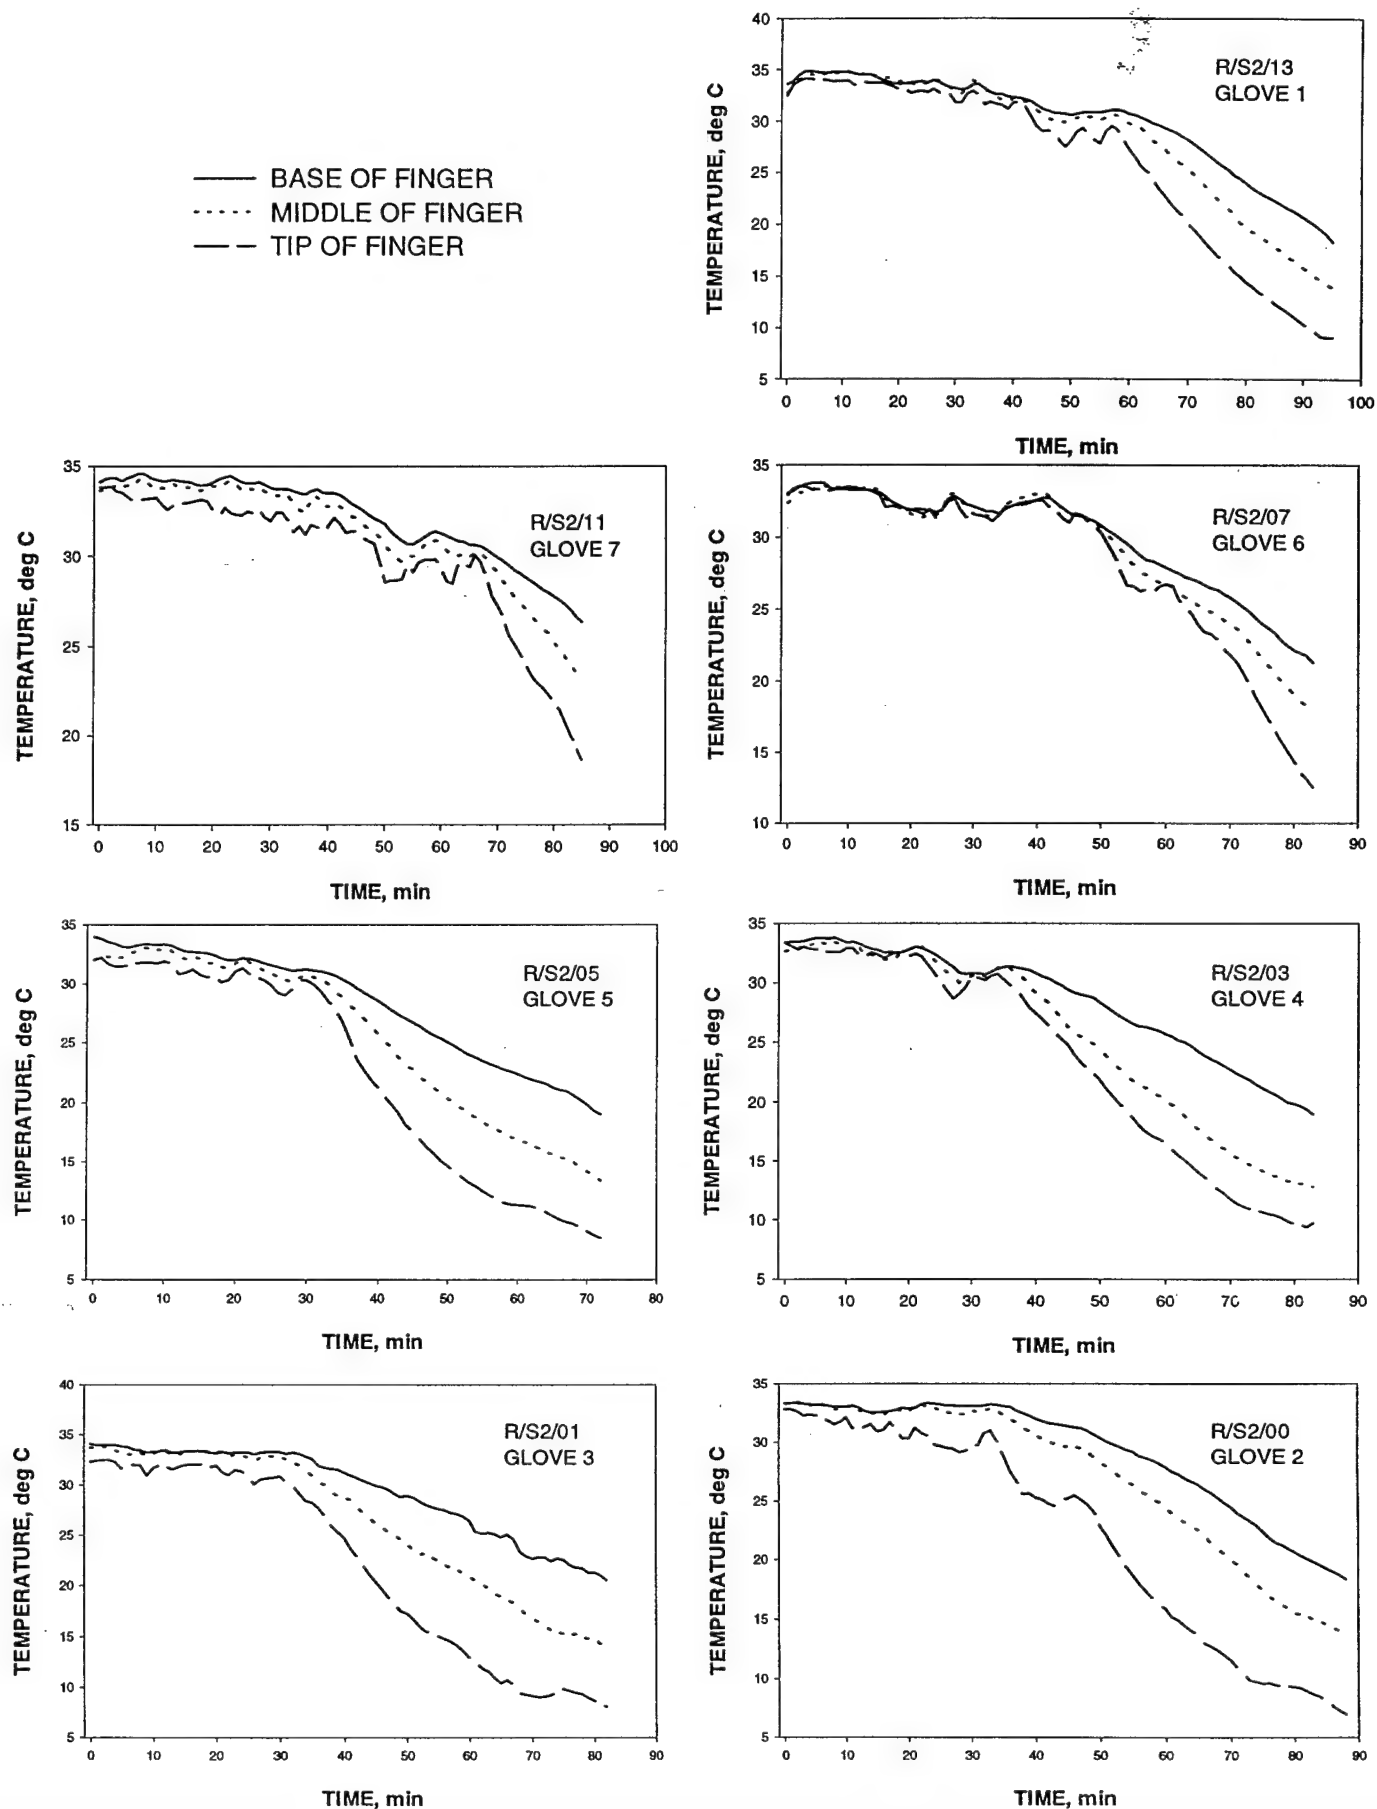 BASE OF FINGER
MIDDLE OF FINGER
TIP OF FINGER
40
35
30
25
20
15
10
5
TEMPERATURE, deg C
R/S2/13
GLOVE 1
0 10 20 30 40 50 60 70 80 90 100
TIME, min
35
30
25
20
15
TEMPERATURE, deg C
R/S2/11
GLOVE 7
0 10 20 30 40 50 60 70 80 90 100
TIME, min
35
30
25
20
15
10
TEMPERATURE, deg C
R/S2/07
GLOVE 6
0 10 20 30 40 50 60 70 80 90
TIME, min
35
30
25
20
15
10
5
TEMPERATURE, deg C
R/S2/05
GLOVE 5
0 10 20 30 40 50 60 70 80
TIME, min
35
30
25
20
15
10
5
TEMPERATURE, deg C
R/S2/03
GLOVE 4
0 10 20 30 40 50 60 70 80 90
TIME, min
40
35
30
25
20
15
10
5
TEMPERATURE, deg C
R/S2/01
GLOVE 3
0 10 20 30 40 50 60 70 80 90
TIME, min
35
30
25
20
15
10
5
TEMPERATURE, deg C
R/S2/00
GLOVE 2
0 10 20 30 40 50 60 70 80 90
TIME, min